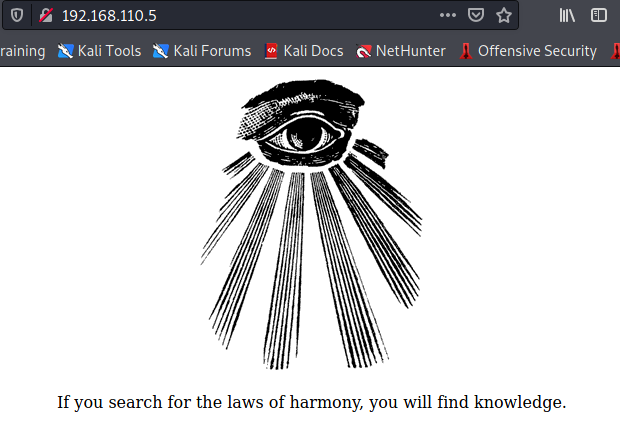 192.168.110.5
raining Kali Tools Kali Forums Kali Docs NetHunter Offensive Security
If you search for the laws of harmony, you will find knowledge.